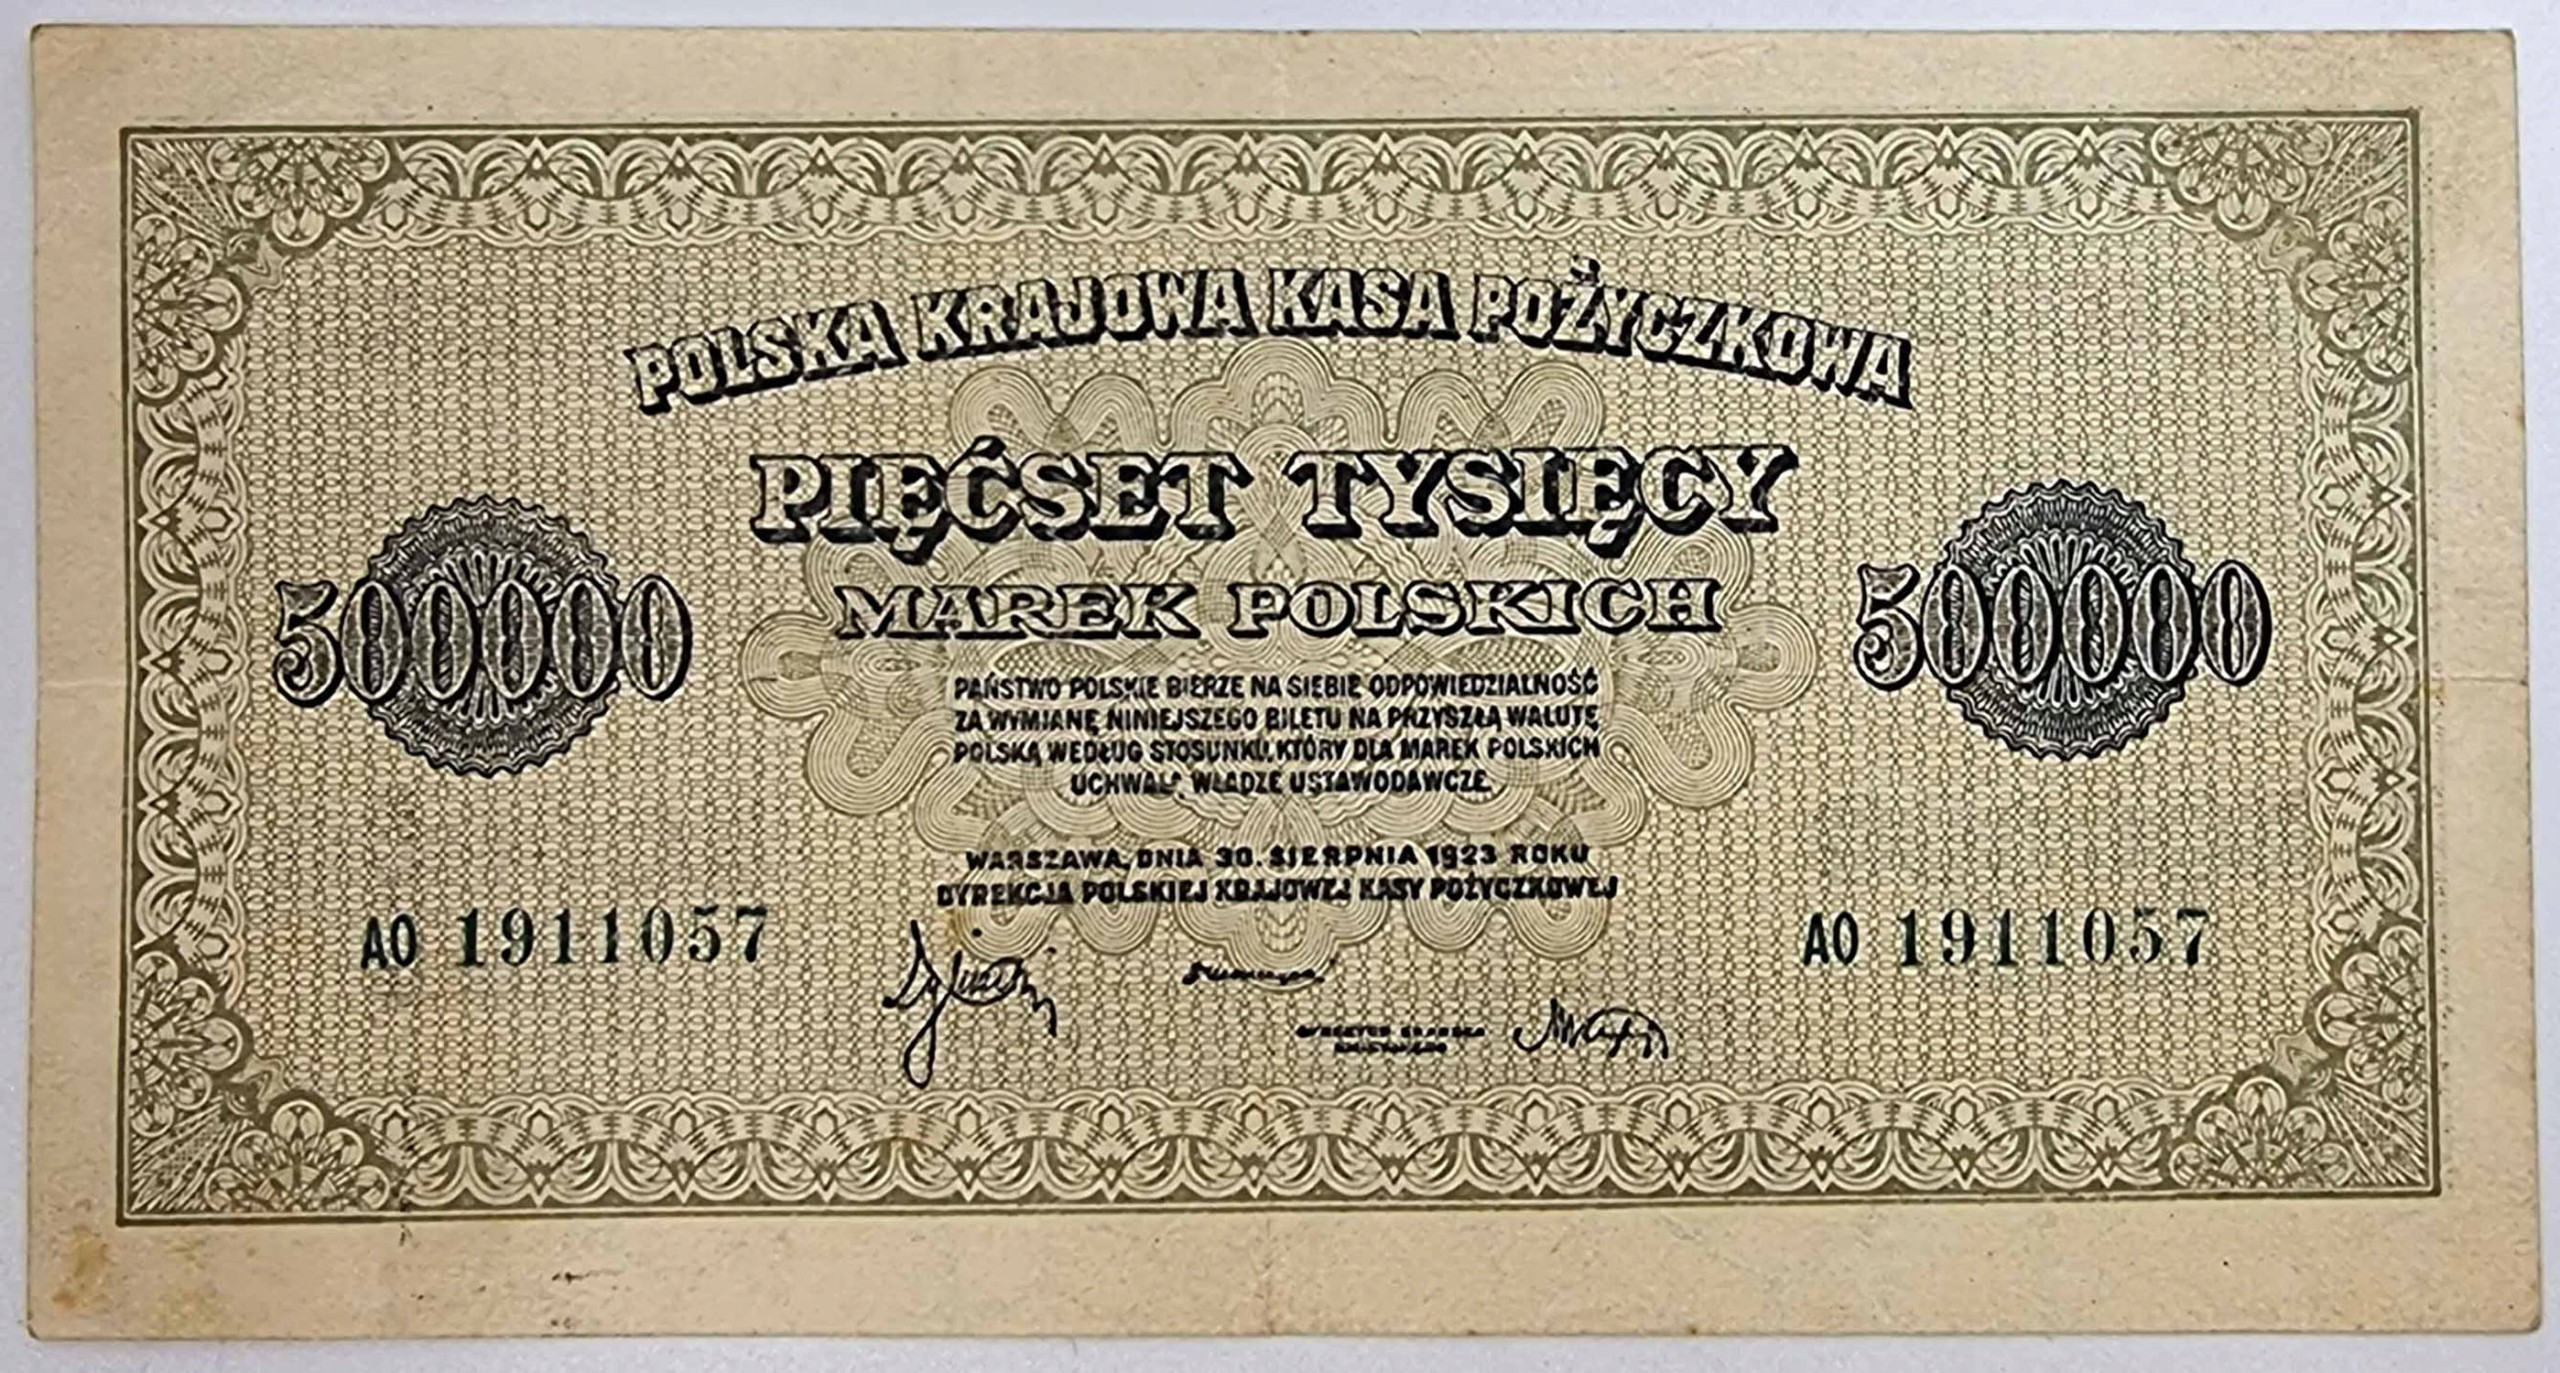 POLSKA KRAJOWA KASA POŻYCZKOWA
PIĘĆSET TYSIĘCY
MAREK POLSKICH
500000
500000
PAŃSTWO POLSKIE BIERZE NA SIEBIE ODPOWIEDZIALNOŚĆ
ZA WYMIANĘ NINIEJSZEGO BILETU NA PRZYSZŁĄ WALUTĘ
POLSKĄ WEDŁUG STOSUNKU, KTÓRY DLA MAREK POLSKICH
UCHWALĄ WŁADZE USTAWODAWCZE.
WARSZAWA, DNIA 30. SIERPNIA 1923 ROKU
DYREKCJA POLSKIEJ KRAJOWEJ KASY POŻYCZKOWEJ
AO 1911057
AO 1911057